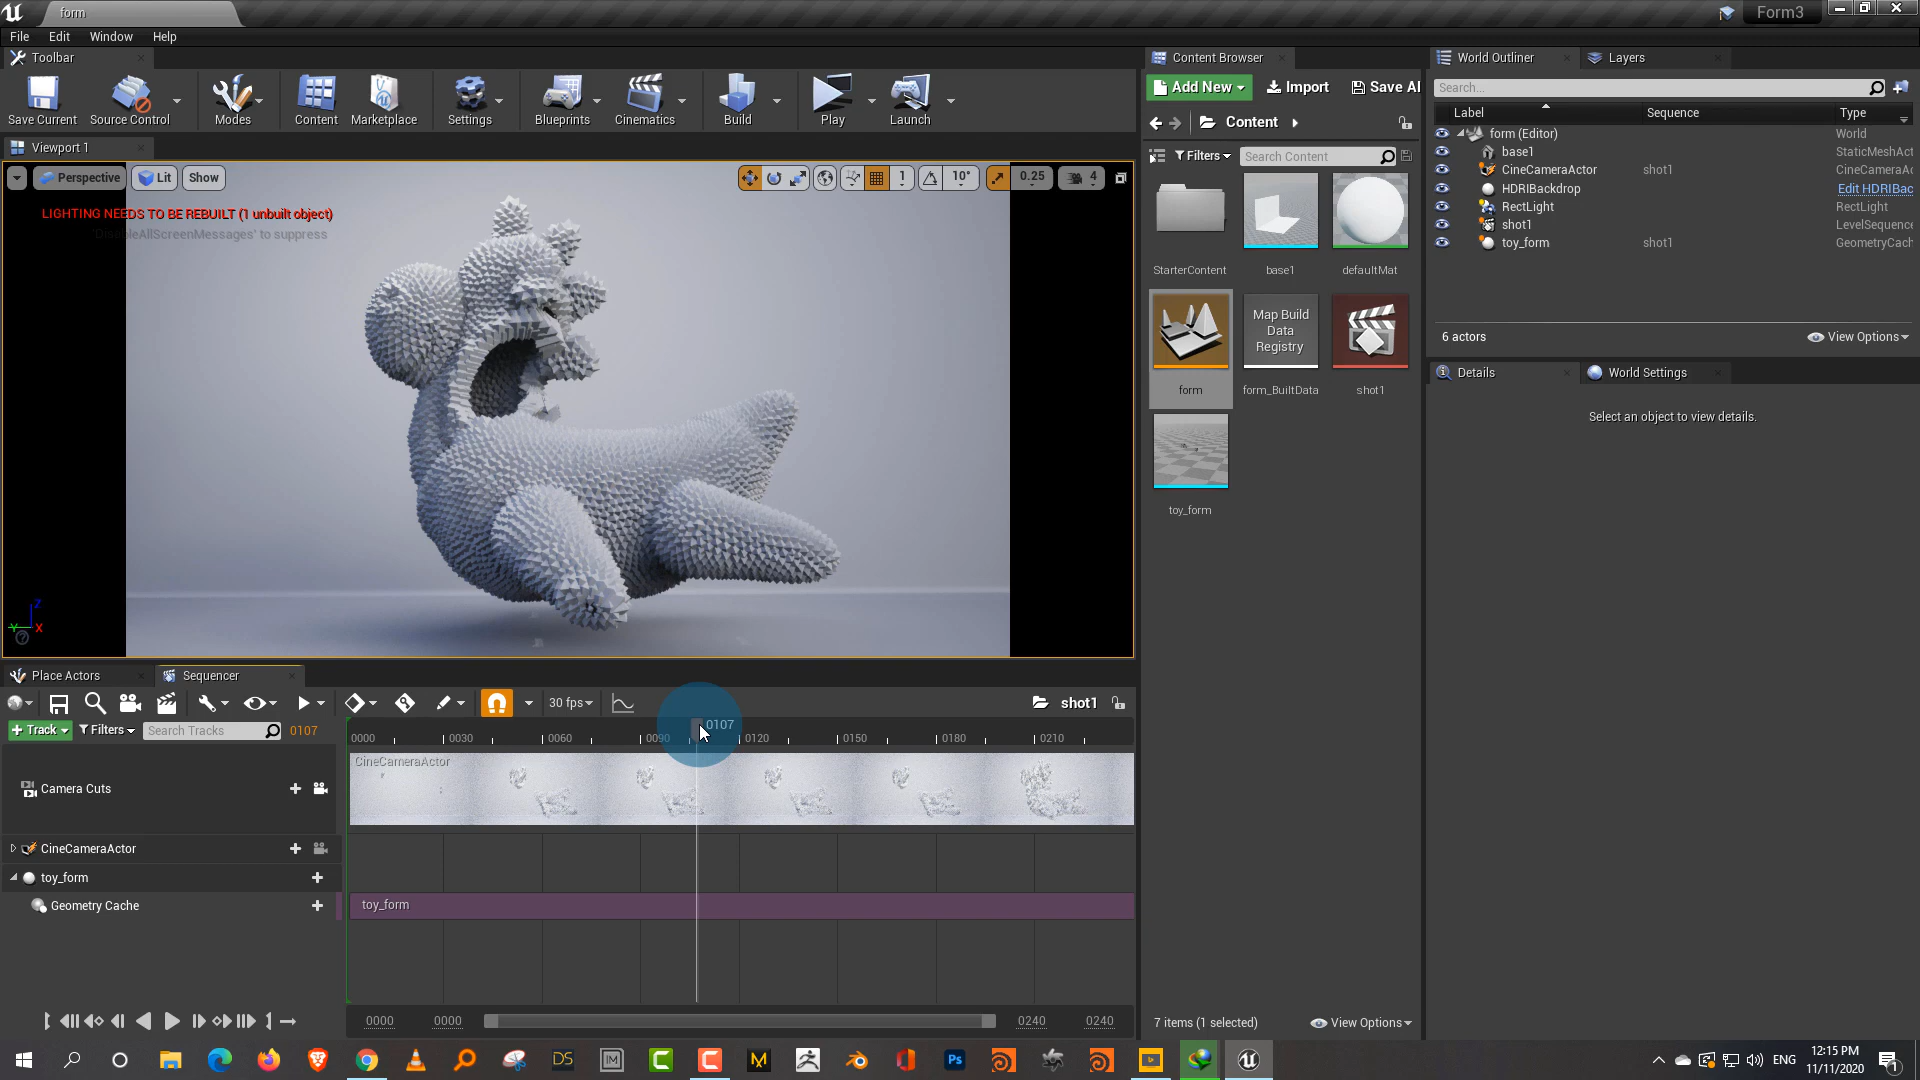 form
Form3
File Edit Window Help
Toolbar
Save Current Source Control Modes Content Marketplace Settings Blueprints Cinematics Build Play Launch
Viewport 1
Perspective Lit Show
1 10° 0.25 4
LIGHTING NEEDS TO BE REBUILT (1 unbuilt object)
'DisableAllScreenMessages' to suppress
Z
Y X
Place Actors Sequencer
30 fps shot1
Track Filters Search Tracks 0107
0107
0000 0030 0060 0090 0120 0150 0180 0210
CineCameraActor
Camera Cuts
CineCameraActor
toy_form
Geometry Cache
toy_form
0000 0000 0240 0240
Content Browser
Add New Import Save Al
Content
Filters Search Content
StarterContent base1 defaultMat
Map Build
Data
Registry
form form_BuiltData shot1
toy_form
7 items (1 selected) View Options
World Outliner Layers
Search...
Label Sequence Type
form (Editor) World
base1 StaticMeshAct
CineCameraActor shot1 CineCameraAc
HDRIBackdrop Edit HDRIBac
RectLight RectLight
shot1 LevelSequence
toy_form shot1 GeometryCach
6 actors View Options
Details World Settings
Select an object to view details.
DS IM C C M Ps
ENG 12:15 PM
11/11/2020
1